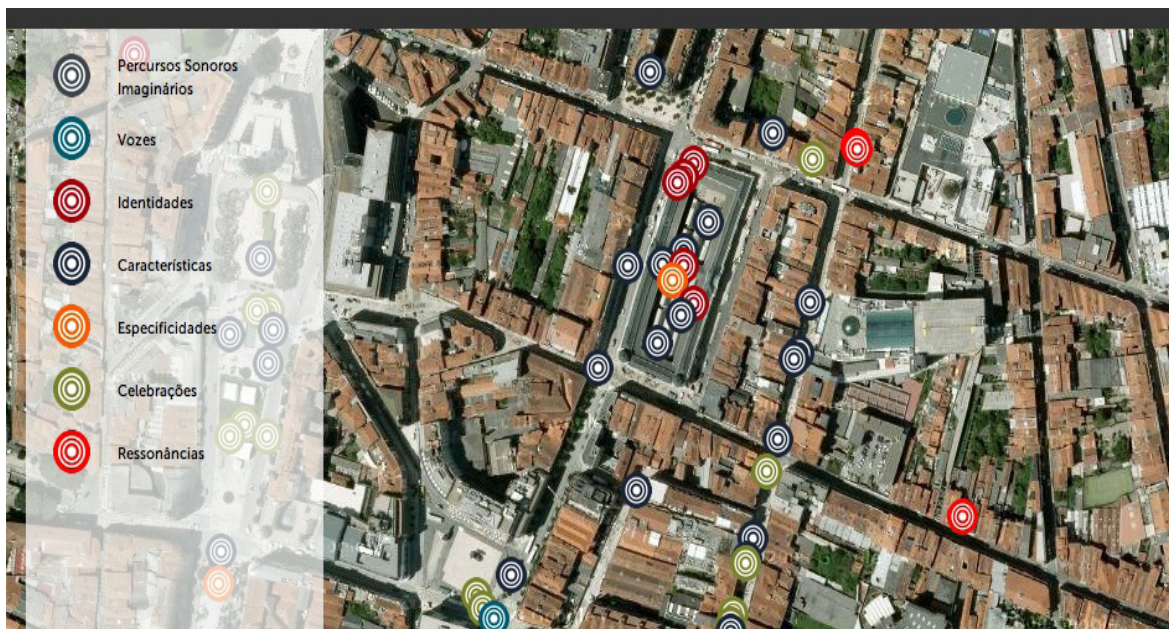 Percursos Sonoros
Imaginários
Vozes
Identidades
Características
Especificidades
Celebrações
Ressonâncias